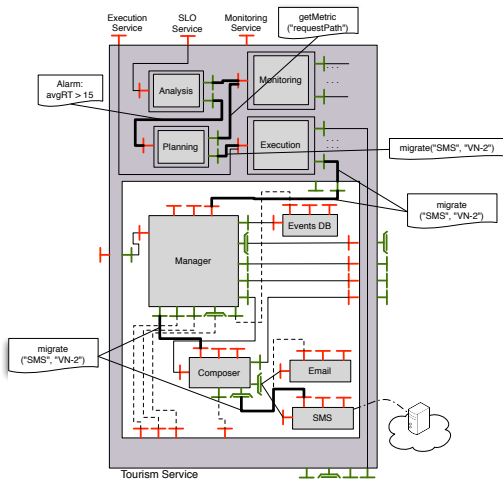 Execution
Service
SLO
Service
Monitoring
Service
getMetric
("requestPath")
Alarm:
avgRT > 15
Analysis
Monitoring
. . .
. . .
Planning
Execution
. . .
. . .
migrate("SMS", "VN-2")
migrate
("SMS", "VN-2")
Events DB
Manager
migrate
("SMS", "VN-2")
Composer
Email
SMS
Tourism Service